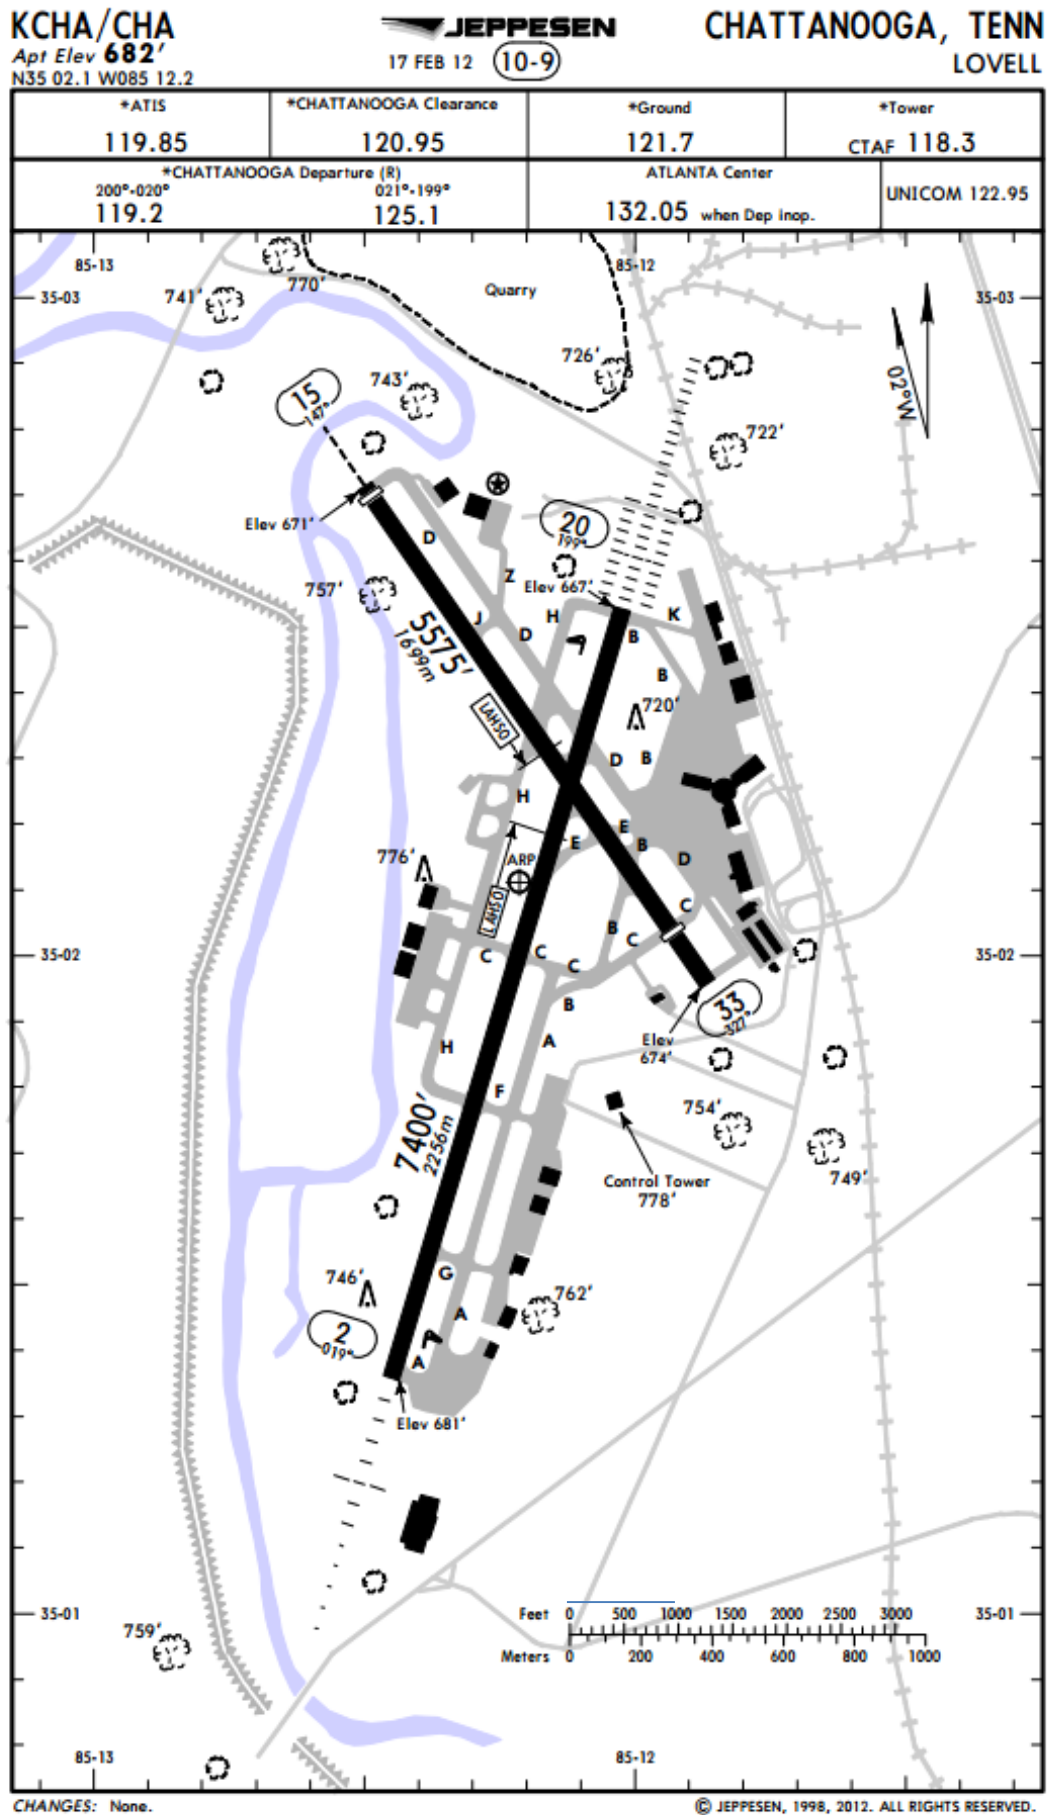 KCHA/CHA
Apt Elev 682'
N35 02.1 W085 12.2
JEPPESEN
17 FEB 12 10-9
CHATTANOOGA, TENN
LOVELL
*ATIS
119.85
*CHATTANOOGA Clearance
120.95
*Ground
121.7
*Tower
CTAF 118.3
*CHATTANOOGA Departure (R)
200°-020° 021°-199°
119.2 125.1
ATLANTA Center
132.05 when Dep inop.
UNICOM 122.95
85-13
85-12
35-03
35-03
770'
741'
Quarry
726'
743'
02°W
15
147°
722'
Elev 671'
20
199°
D
Z
Elev 667'
757'
J
H
K
D
B
5575'
1699m
B
LAHSO
720'
D
B
H
E
E
B
ARP
776'
D
LAHSO
C
B
C
35-02
C
C
C
35-02
B
33
327°
A
Elev
674'
H
F
7400'
2256m
754'
749'
Control Tower
778'
G
746'
A
762'
2
019°
A
Elev 681'
35-01
35-01
Feet 0 500 1000 1500 2000 2500 3000
Meters 0 200 400 600 800 1000
759'
85-13
85-12
CHANGES: None.
© JEPPESEN, 1998, 2012. ALL RIGHTS RESERVED.